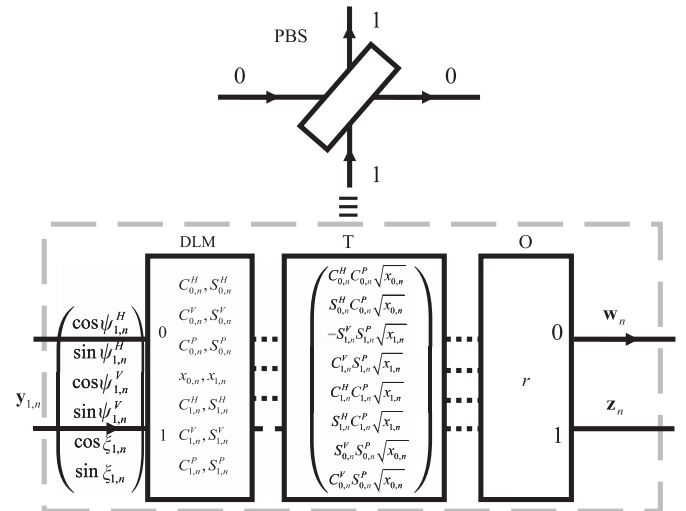 1
PBS
0
0
1
≡
DLM
T
O
y_{1,n}
cos ψ^H_{1,n}
sin ψ^H_{1,n}
cos ψ^V_{1,n}
sin ψ^V_{1,n}
cos ξ_{1,n}
sin ξ_{1,n}
0
1
C^H_{0,n}, S^H_{0,n}
C^V_{0,n}, S^V_{0,n}
C^P_{0,n}, S^P_{0,n}
x_{0,n}, x_{1,n}
C^H_{1,n}, S^H_{1,n}
C^V_{1,n}, S^V_{1,n}
C^P_{1,n}, S^P_{1,n}
C^H_{0,n} C^P_{0,n} √x_{0,n}
S^H_{0,n} C^P_{0,n} √x_{0,n}
-S^V_{1,n} S^P_{1,n} √x_{1,n}
C^V_{1,n} S^P_{1,n} √x_{1,n}
C^H_{1,n} C^P_{1,n} √x_{1,n}
S^H_{1,n} C^P_{1,n} √x_{1,n}
S^V_{0,n} S^P_{0,n} √x_{0,n}
C^V_{0,n} S^P_{0,n} √x_{0,n}
r
0
1
w_n
z_n